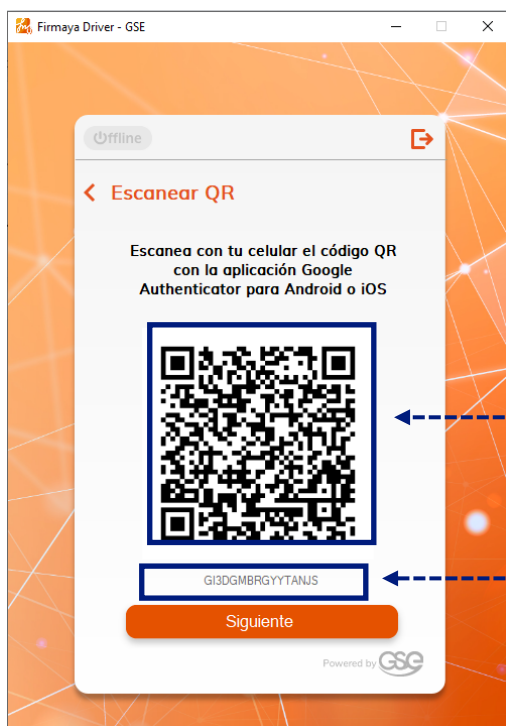 Firmaya Driver - GSE
Offline
Escanear QR
Escanea con tu celular el código QR
con la aplicación Google
Authenticator para Android o iOS
GI3DGMBRGYYTANJS
Siguiente
Powered by GSE